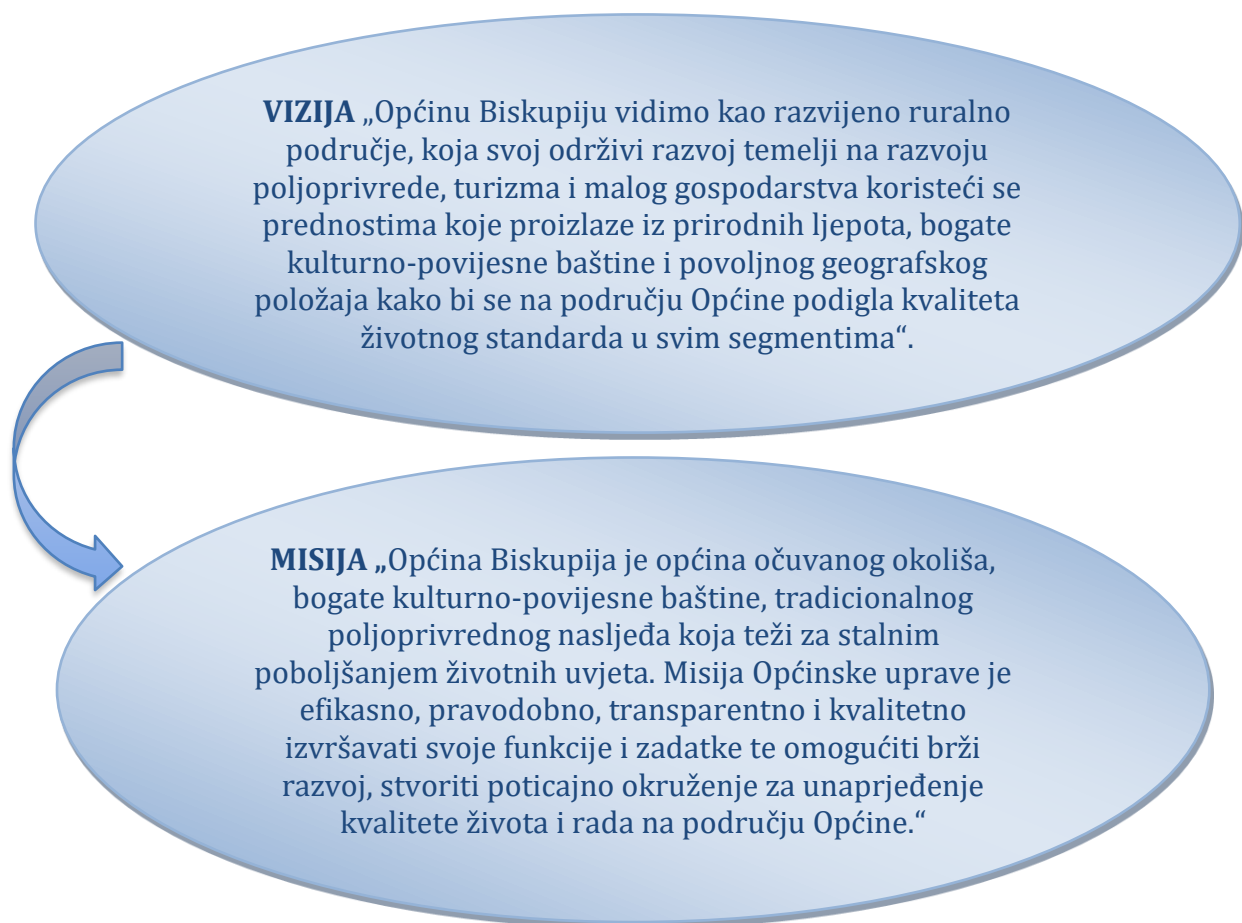 VIZIJA „Općinu Biskupiju vidimo kao razvijeno ruralno
područje, koja svoj održivi razvoj temelji na razvoju
poljoprivrede, turizma i malog gospodarstva koristeći se
prednostima koje proizlaze iz prirodnih ljepota, bogate
kulturno-povijesne baštine i povoljnog geografskog
položaja kako bi se na području Općine podigla kvaliteta
životnog standarda u svim segmentima“.
MISIJA „Općina Biskupija je općina očuvanog okoliša,
bogate kulturno-povijesne baštine, tradicionalnog
poljoprivrednog nasljeđa koja teži za stalnim
poboljšanjem životnih uvjeta. Misija Općinske uprave je
efikasno, pravodobno, transparentno i kvalitetno
izvršavati svoje funkcije i zadatke te omogućiti brži
razvoj, stvoriti poticajno okruženje za unaprjeđenje
kvalitete života i rada na području Općine.“